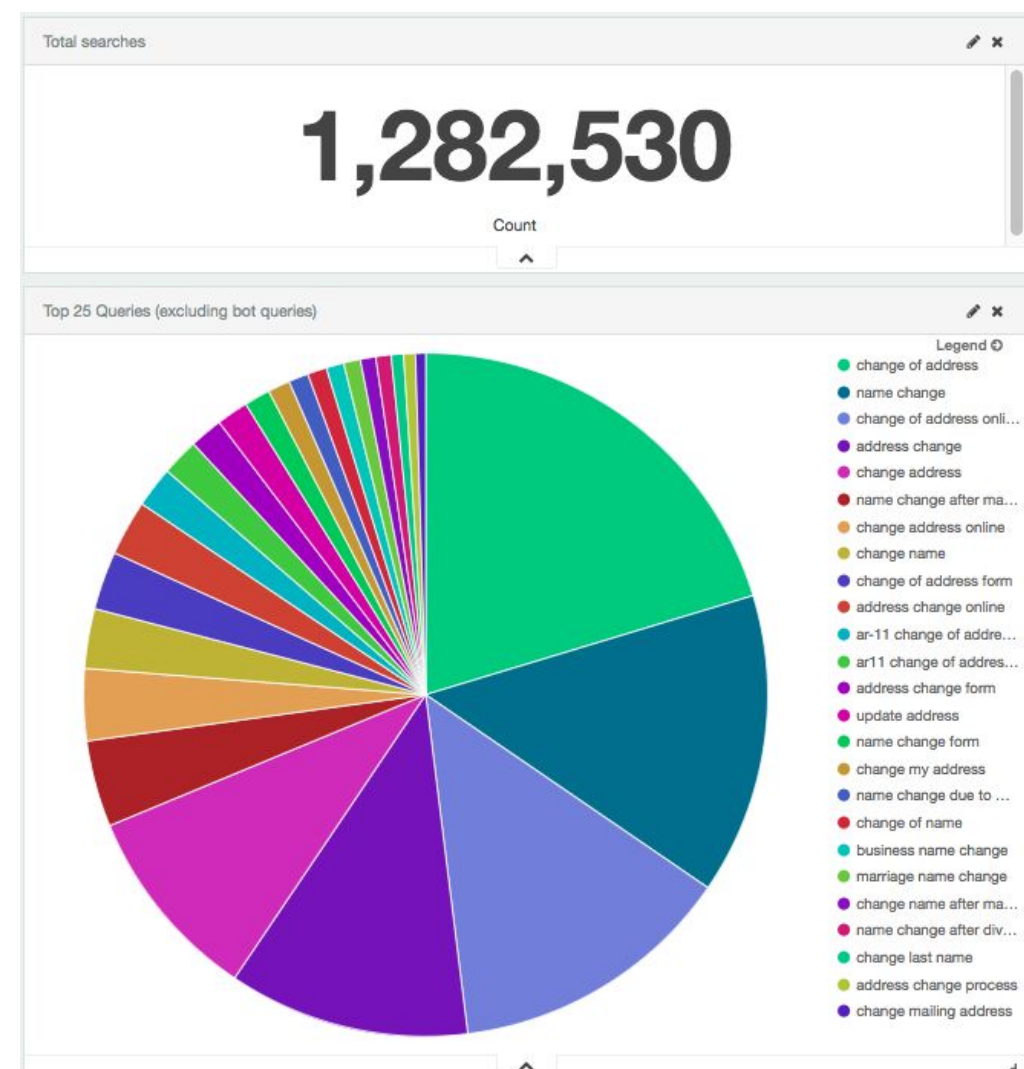 Total searches
1,282,530
Count
Top 25 Queries (excluding bot queries)
Legend
change of address
name change
change of address onli...
address change
change address
name change after ma...
change address online
change name
change of address form
address change online
ar-11 change of addre...
ar11 change of addres...
address change form
update address
name change form
change my address
name change due to ...
change of name
business name change
marriage name change
change name after ma...
name change after div...
change last name
address change process
change mailing address